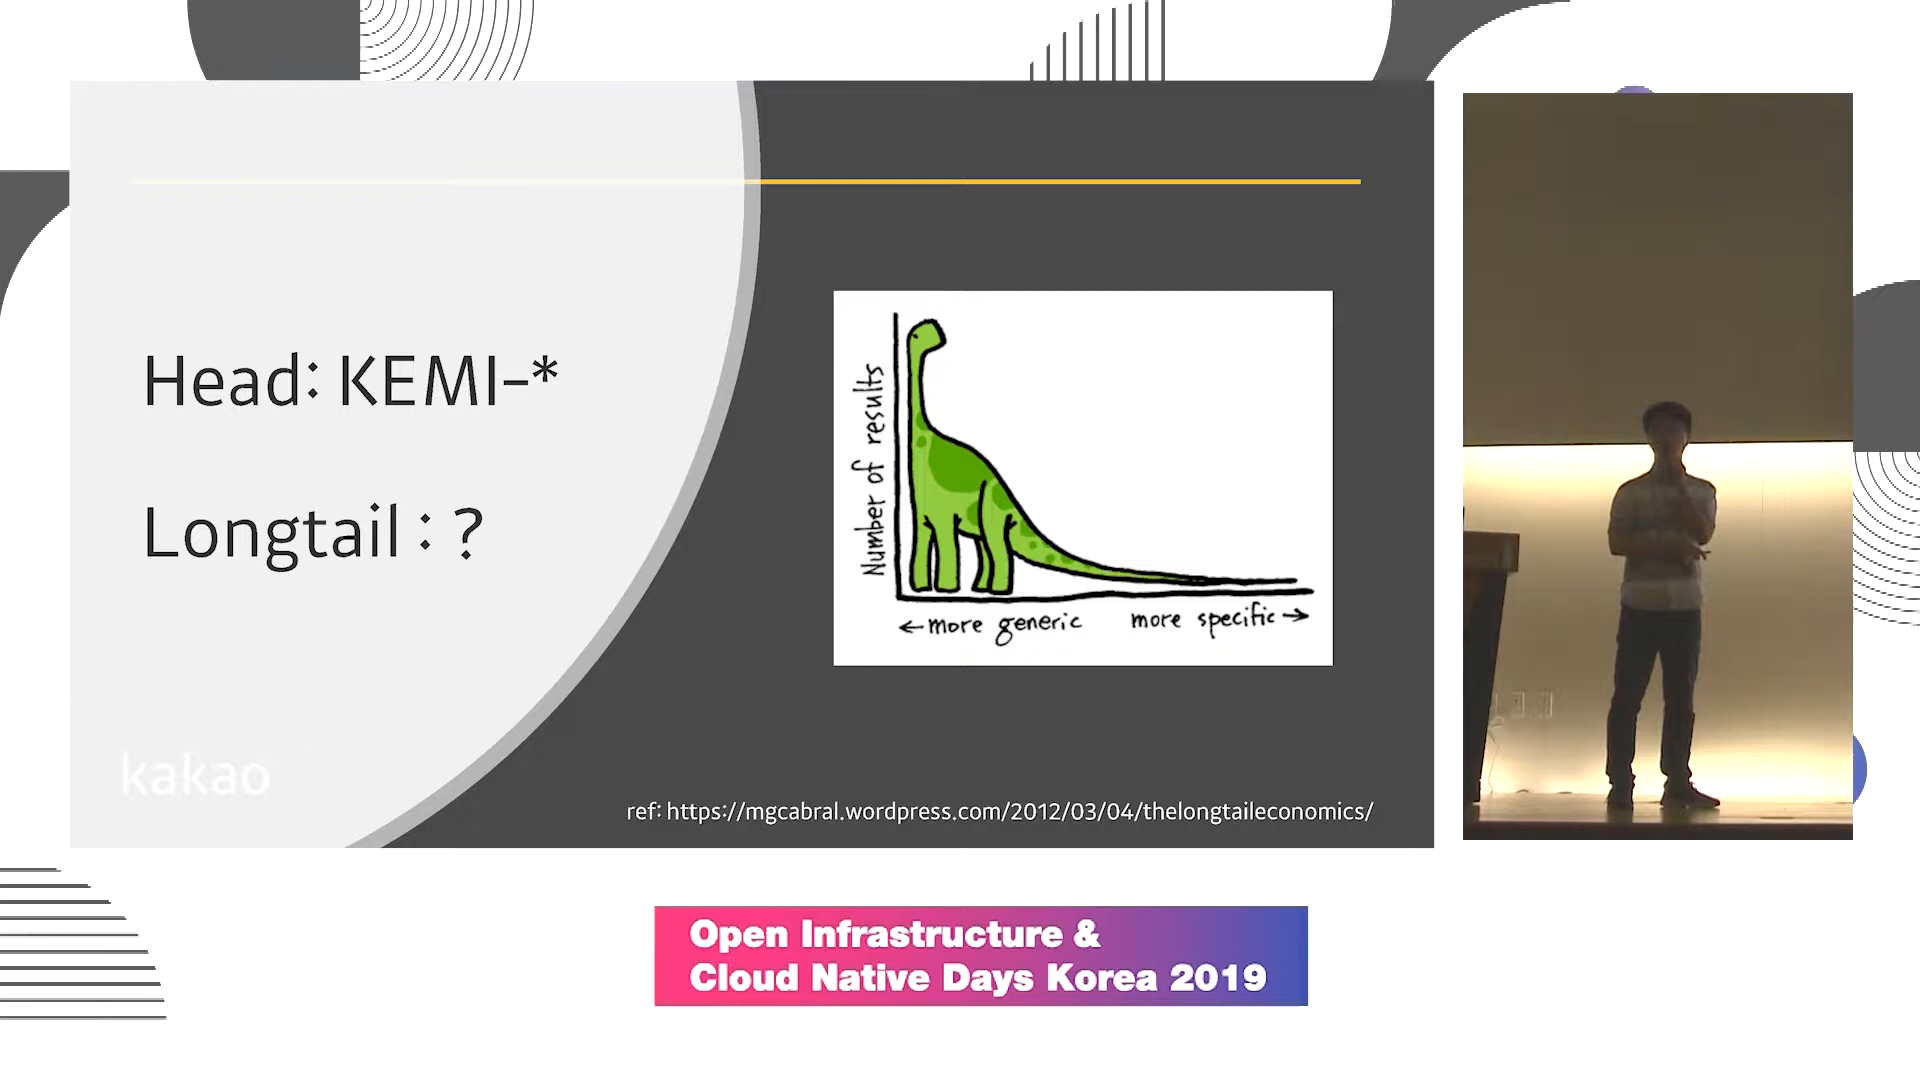 Head: KEMI-*
Longtail : ?
Number of results
←more generic
more specific→
kakao
ref: https://mgcabral.wordpress.com/2012/03/04/thelongtaileconomics/
Open Infrastructure &
Cloud Native Days Korea 2019